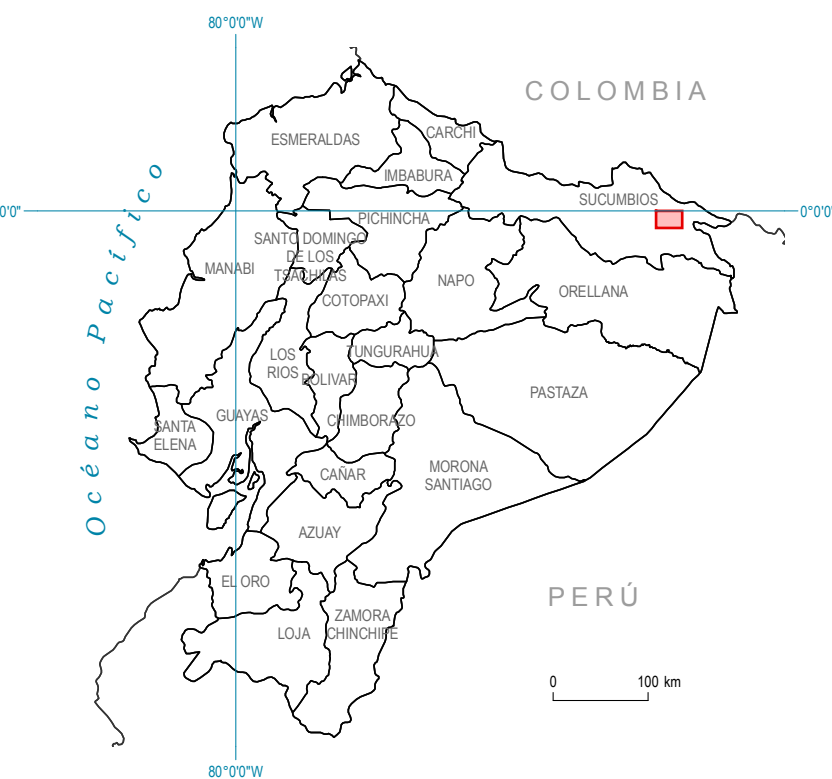 80°0'0"W
COLOMBIA
CARCHI
ESMERALDAS
IMBABURA
SUCUMBIOS
0'0"
0°0'0"
PICHINCHA
Océano Pacífico
SANTO DOMINGO
DE LOS
TSACHILAS
MANABI
NAPO
ORELLANA
COTOPAXI
LOS
RIOS
TUNGURAHUA
BOLIVAR
PASTAZA
GUAYAS
CHIMBORAZO
SANTA
ELENA
MORONA
SANTIAGO
CAÑAR
AZUAY
EL ORO
PERÚ
ZAMORA
CHINCHIPE
LOJA
0 100 km
80°0'0"W